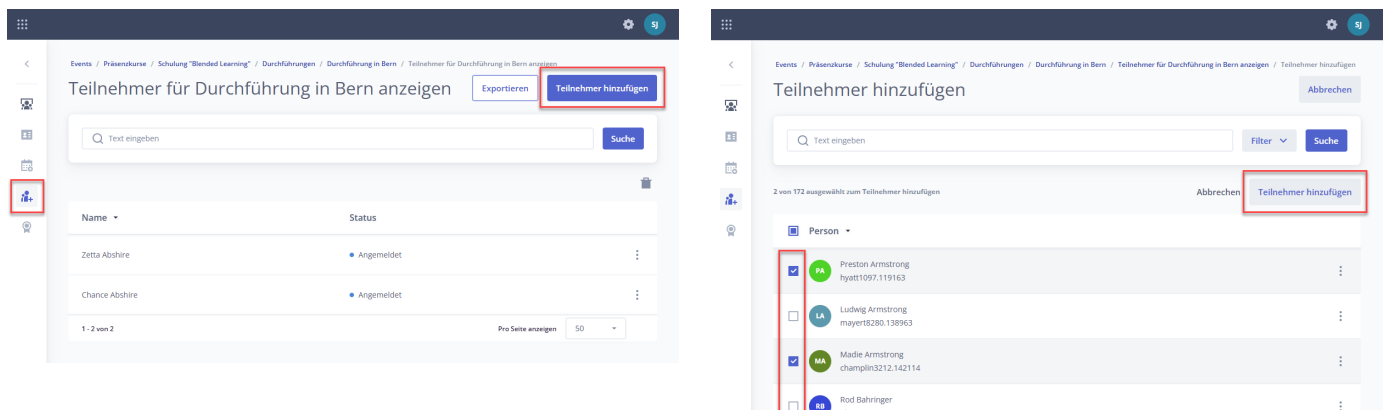 SJ
Events / Präsenzkurse / Schulung "Blended Learning" / Durchführungen / Durchführung in Bern / Teilnehmer für Durchführung in Bern anzeigen
Teilnehmer für Durchführung in Bern anzeigen
Exportieren
Teilnehmer hinzufügen
Text eingeben
Suche
Name
Status
Zetta Abshire
Angemeldet
Chance Abshire
Angemeldet
1 - 2 von 2
Pro Seite anzeigen
50
SJ
Events / Präsenzkurse / Schulung "Blended Learning" / Durchführungen / Durchführung in Bern / Teilnehmer für Durchführung in Bern anzeigen / Teilnehmer hinzufügen
Teilnehmer hinzufügen
Abbrechen
Text eingeben
Filter
Suche
2 von 172 ausgewählt zum Teilnehmer hinzufügen
Abbrechen
Teilnehmer hinzufügen
Person
PA
Preston Armstrong
hyatt1097.119163
LA
Ludwig Armstrong
mayert8280.138963
MA
Madie Armstrong
champlin3212.142114
RB
Rod Bahringer